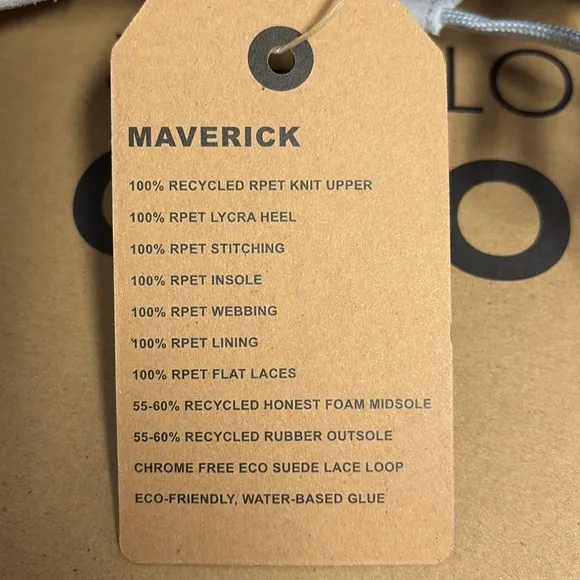 LO
MAVERICK
100% RECYCLED RPET KNIT UPPER
100% RPET LYCRA HEEL
100% RPET STITCHING
100% RPET INSOLE
100% RPET WEBBING
100% RPET LINING
100% RPET FLAT LACES
55-60% RECYCLED HONEST FOAM MIDSOLE
55-60% RECYCLED RUBBER OUTSOLE
CHROME FREE ECO SUEDE LACE LOOP
ECO-FRIENDLY, WATER-BASED GLUE